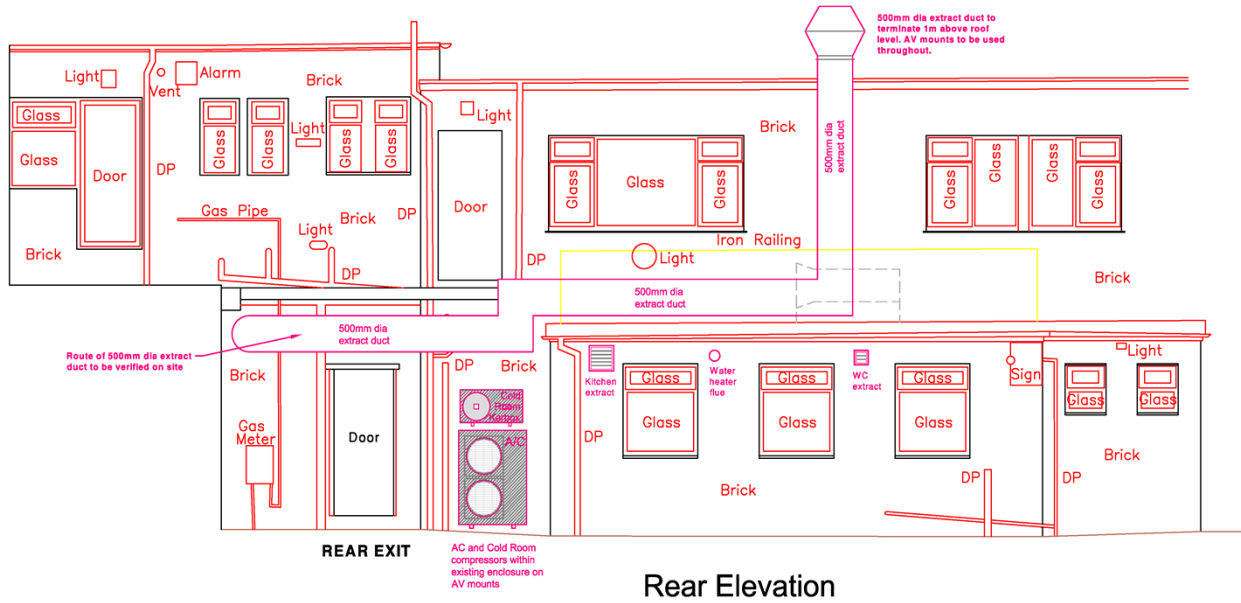 500mm dia extract duct to
terminate 1m above roof
level. AV mounts to be used
throughout.
Light
Vent
Alarm
Brick
Light
Glass
Glass
Door
DP
Glass
Glass
Light
Glass
Glass
Light
Door
Brick
500mm dia
extract duct
Glass
Glass
Glass
Glass
Glass
Glass
Glass
Gas Pipe
Brick
Light
DP
DP
Brick
DP
Iron Railing
Light
Brick
500mm dia
extract duct
500mm dia
extract duct
Route of 500mm dia extract
duct to be verified on site
Brick
DP
Brick
Kitchen
extract
Water
heater
flue
WC
extract
Sign
Light
Glass
Glass
Glass
Glass
Glass
Glass
Glass
Glass
Cold
Room
A/C
Gas
Meter
Door
DP
Brick
DP
DP
Brick
REAR EXIT
AC and Cold Room
compressors within
existing enclosure on
AV mounts
Rear Elevation